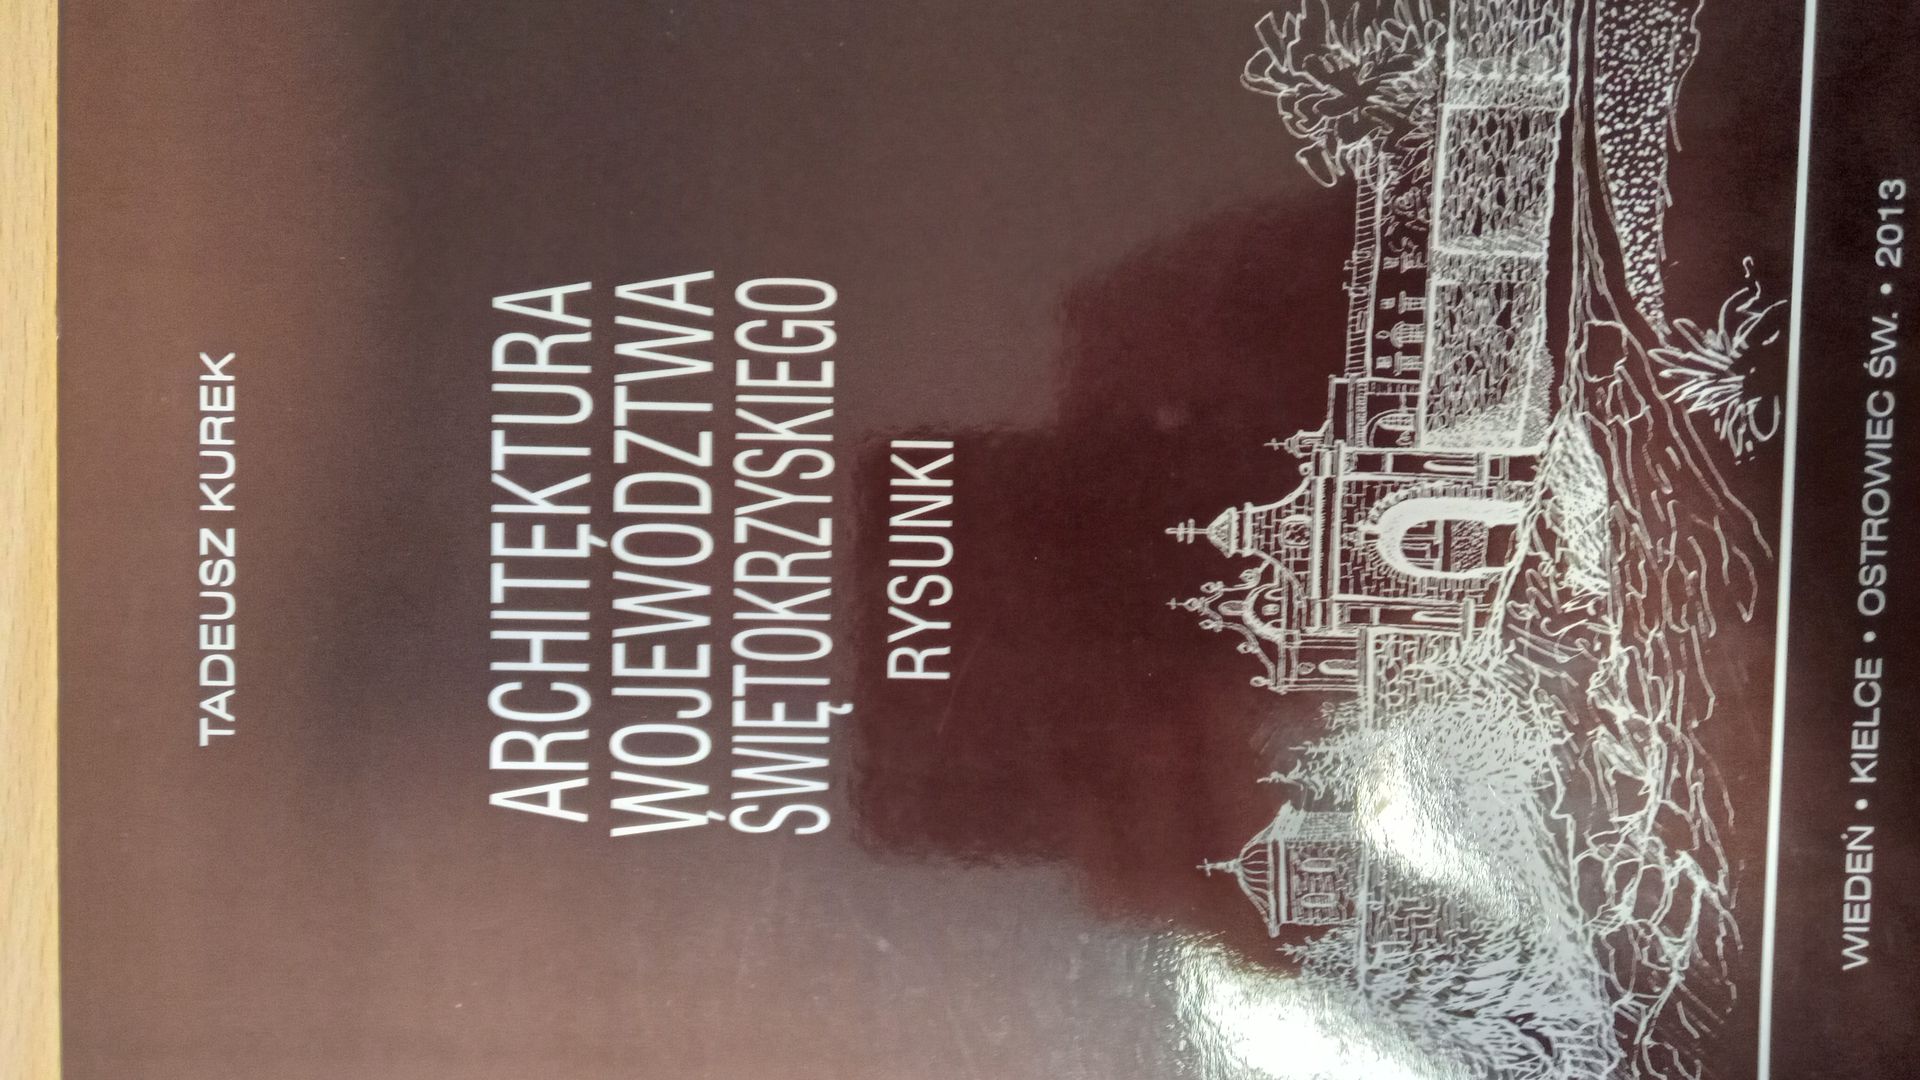 TADEUSZ KUREK
ARCHITEKTURA
WOJEWÓDZTWA
ŚWIĘTOKRZYSKIEGO
RYSUNKI
WIEDEŃ • KIELCE • OSTROWIEC ŚW. • 2013